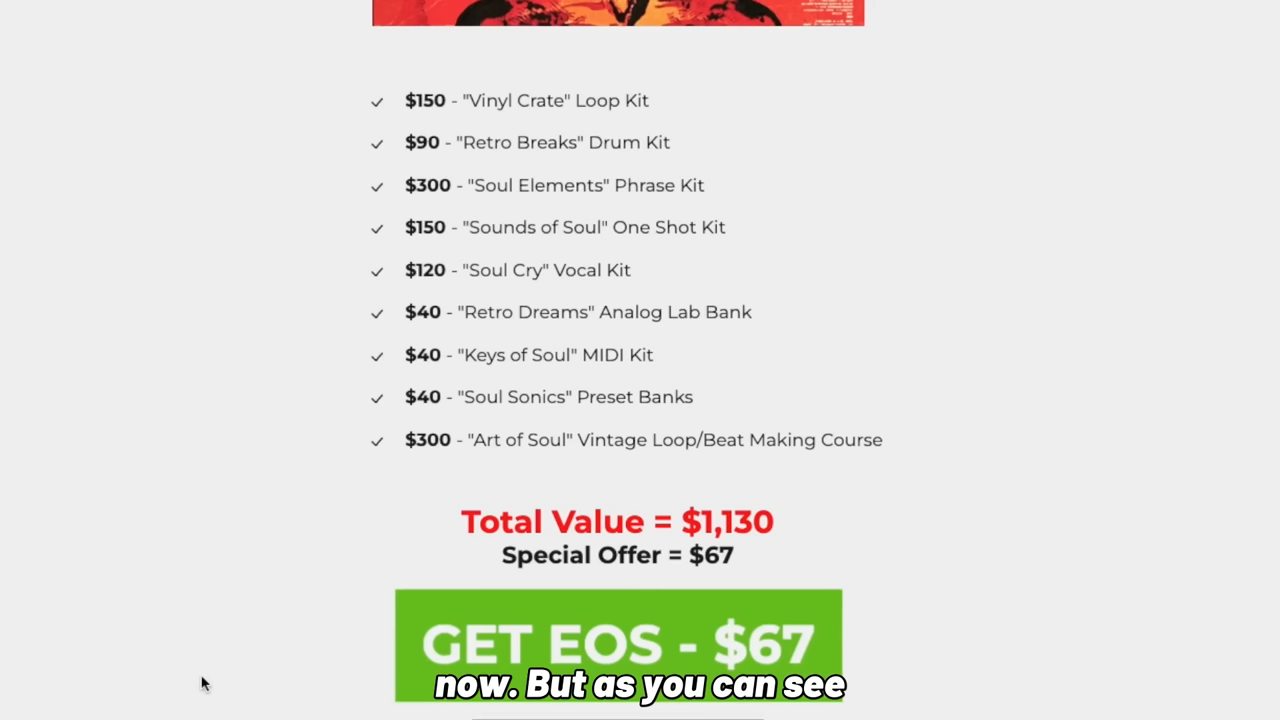 $150 - "Vinyl Crate" Loop Kit
$90 - "Retro Breaks" Drum Kit
$300 - "Soul Elements" Phrase Kit
$150 - "Sounds of Soul" One Shot Kit
$120 - "Soul Cry" Vocal Kit
$40 - "Retro Dreams" Analog Lab Bank
$40 - "Keys of Soul" MIDI Kit
$40 - "Soul Sonics" Preset Banks
$300 - "Art of Soul" Vintage Loop/Beat Making Course
Total Value = $1,130
Special Offer = $67
GET EOS - $67
now. But as you can see